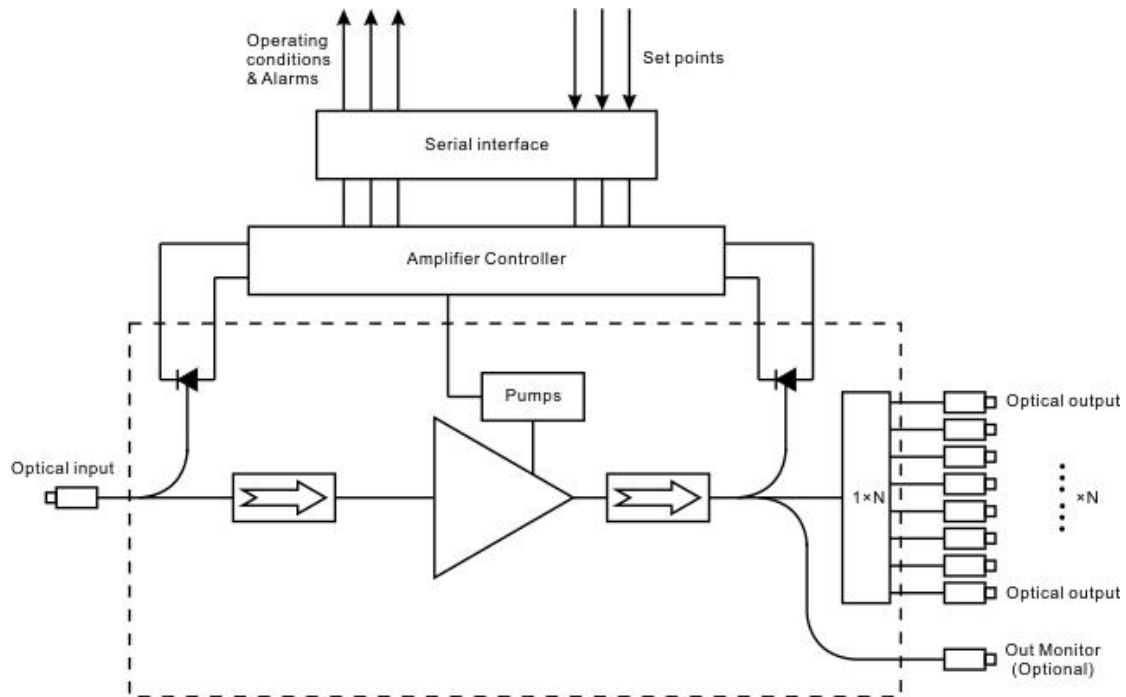 Operating
conditions
& Alarms
Set points
Serial interface
Amplifier Controller
Pumps
Optical input
Optical output
1×N
×N
Optical output
Out Monitor
(Optional)